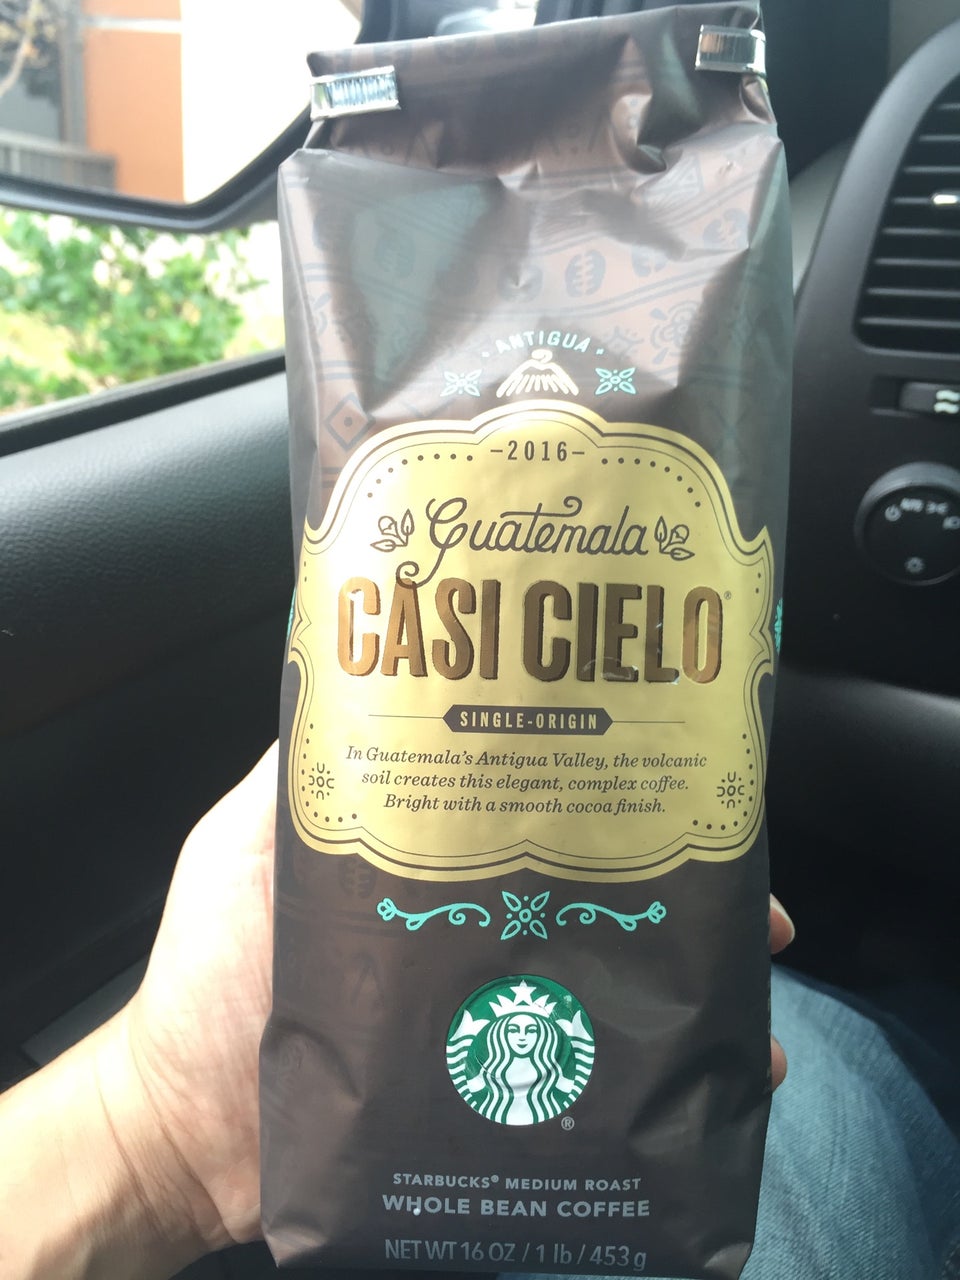 • ANTIGUA •
–2016–
Guatemala
CASI CIELO®
SINGLE-ORIGIN
In Guatemala's Antigua Valley, the volcanic
soil creates this elegant, complex coffee.
Bright with a smooth cocoa finish.
®
STARBUCKS® MEDIUM ROAST
WHOLE BEAN COFFEE
NET WT 16 OZ / 1 lb / 453 g